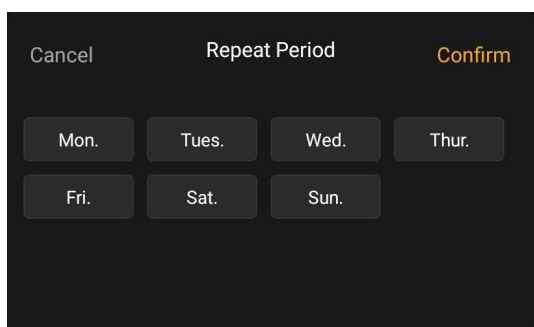 Cancel Repeat Period Confirm
Mon. Tues. Wed. Thur.
Fri. Sat. Sun.